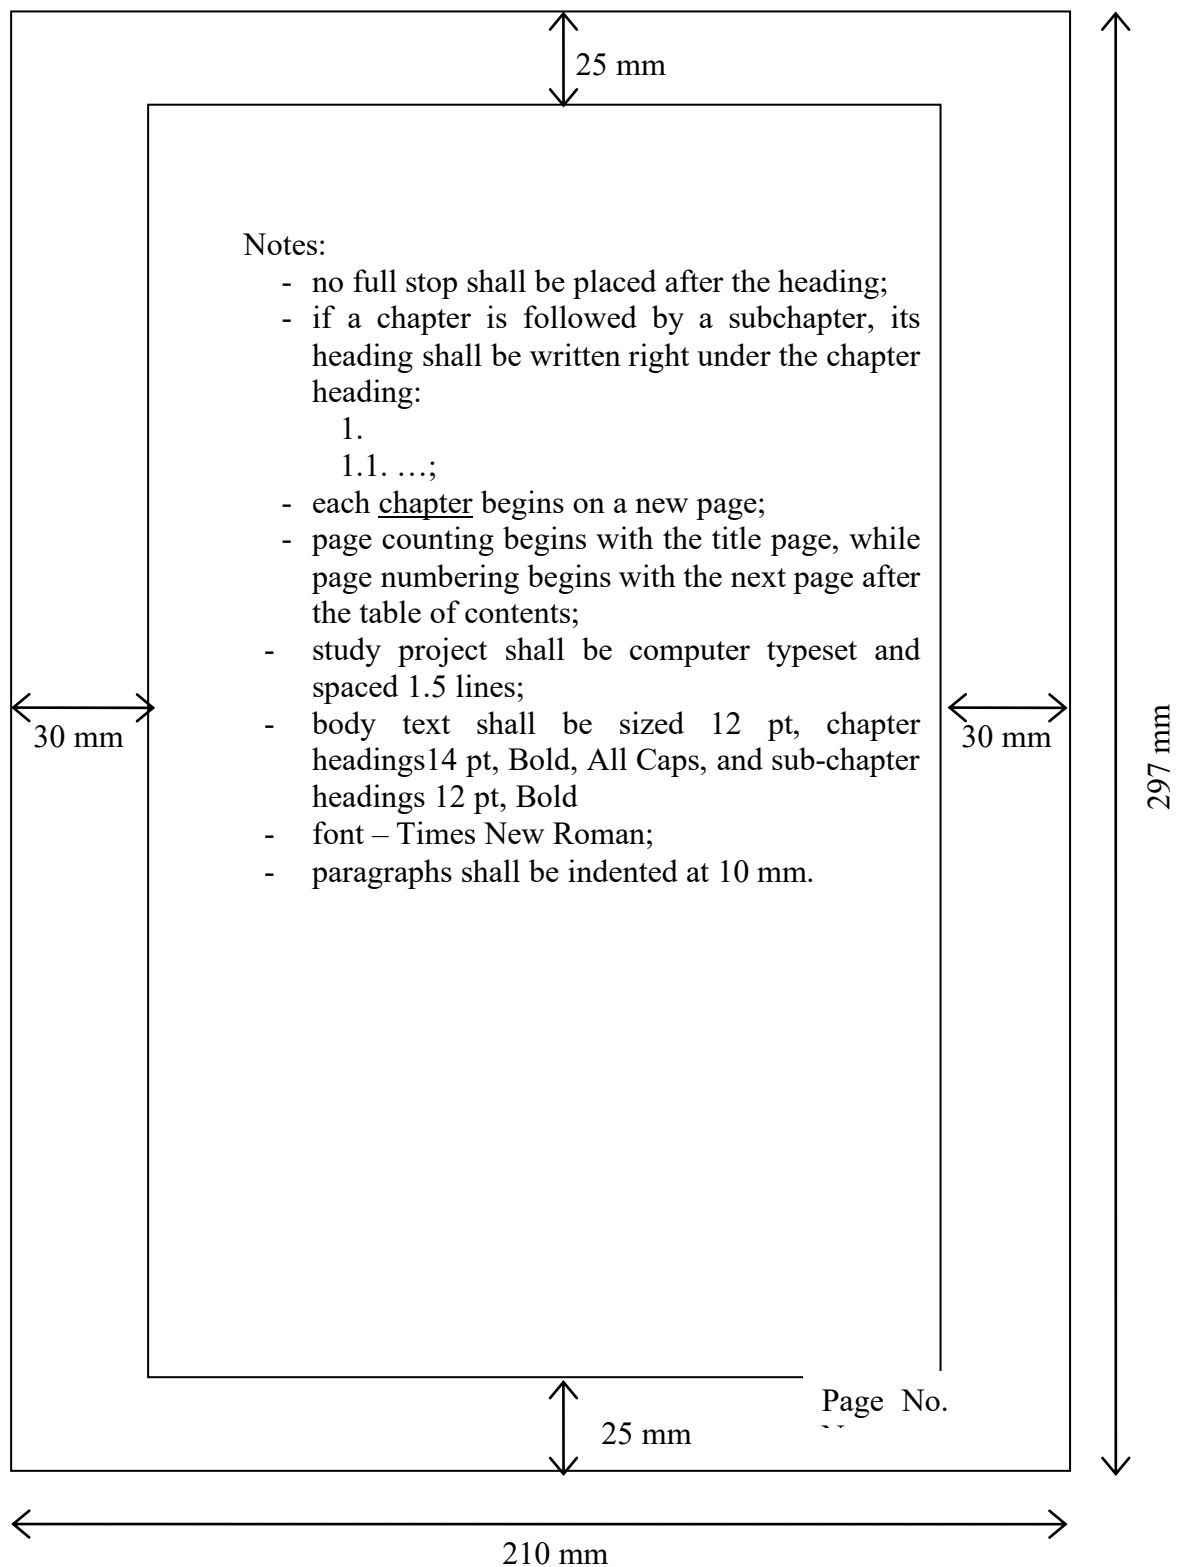 25 mm
Notes:
- no full stop shall be placed after the heading;
- if a chapter is followed by a subchapter, its
heading shall be written right under the chapter
heading:
1.
1.1. …;
- each chapter begins on a new page;
- page counting begins with the title page, while
page numbering begins with the next page after
the table of contents;
- study project shall be computer typeset and
spaced 1.5 lines;
- body text shall be sized 12 pt, chapter
headings14 pt, Bold, All Caps, and sub-chapter
headings 12 pt, Bold
- font – Times New Roman;
- paragraphs shall be indented at 10 mm.
30 mm
30 mm
297 mm
Page No.
25 mm
210 mm